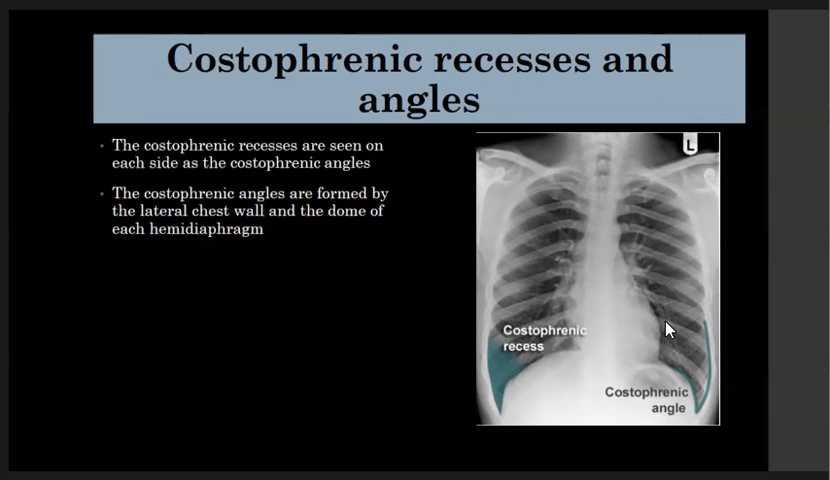 Costophrenic recesses and
angles
The costophrenic recesses are seen on
each side as the costophrenic angles
The costophrenic angles are formed by
the lateral chest wall and the dome of
each hemidiaphragm
L
Costophrenic
recess
Costophrenic
angle